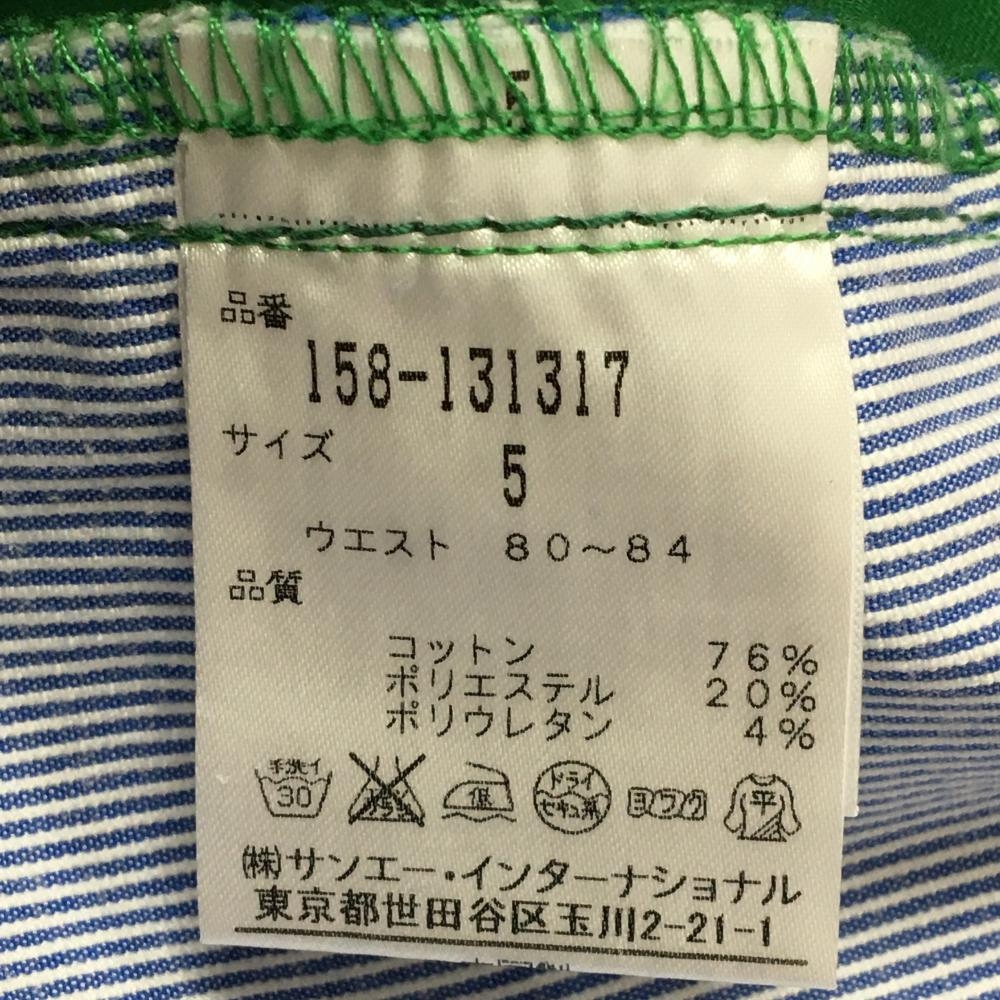 品番
158-131317
サイズ
5
ウエスト 80～84
品質
コットン 76%
ポリエステル 20%
ポリウレタン 4%
手洗イ 30 低 ドライ セキユ系 ヨワク 平
㈱サンエー・インターナショナル
東京都世田谷区玉川2-21-1